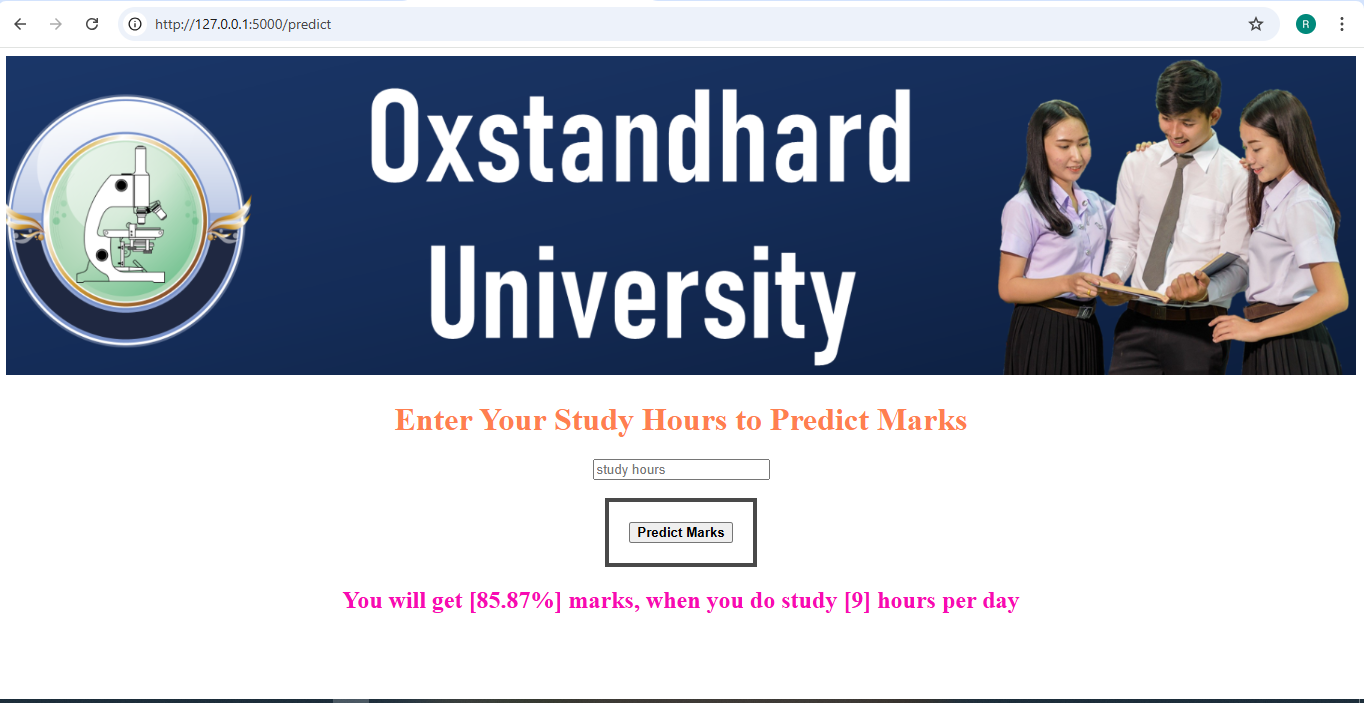 http://127.0.0.1:5000/predict
R
Oxstandhard
University
Enter Your Study Hours to Predict Marks
study hours
Predict Marks
You will get [85.87%] marks, when you do study [9] hours per day